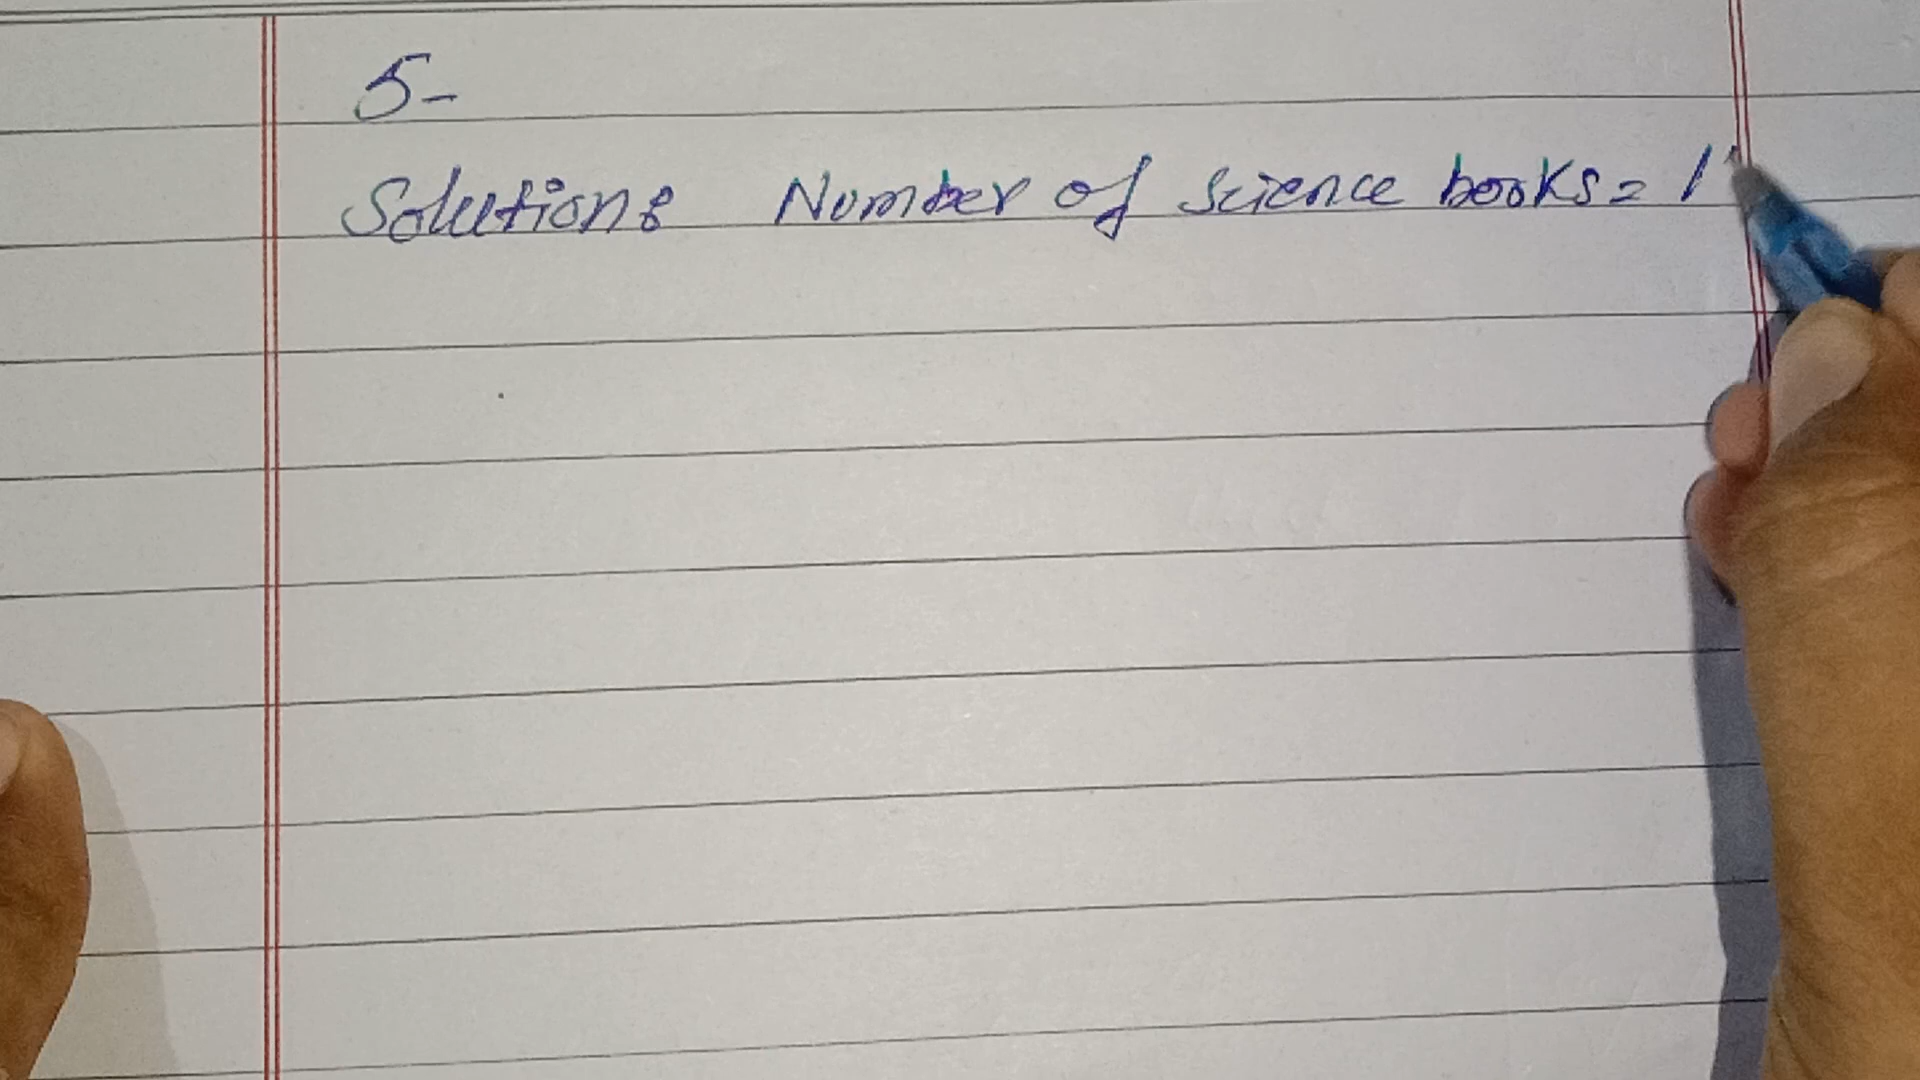 5-
Solution: Number of Science books = 1